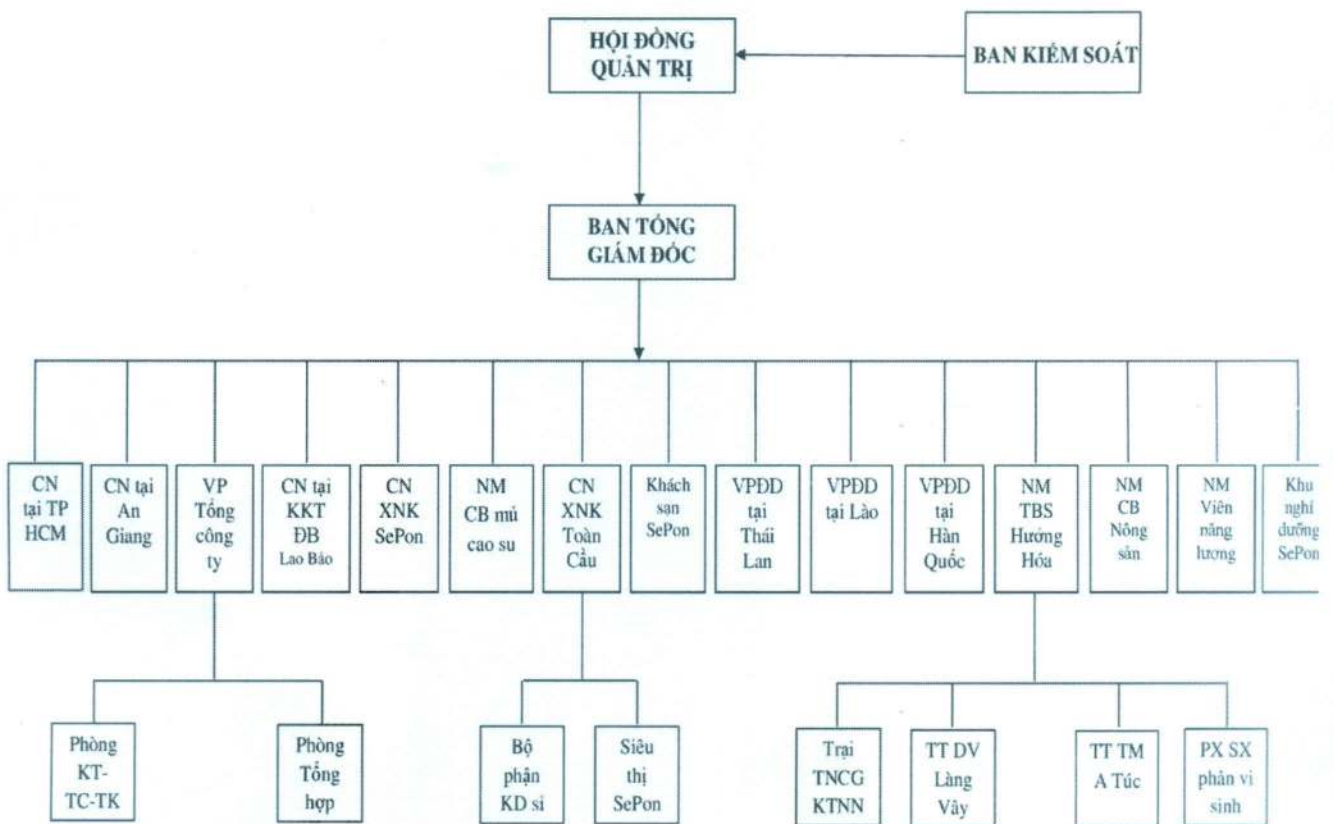 HỘI ĐỒNG
QUẢN TRỊ
BAN KIỂM SOÁT
BAN TỔNG
GIÁM ĐỐC
CN
tại TP
HCM
CN tại
An
Giang
VP
Tổng
công
ty
CN tại
KKT
ĐB
Lao Bảo
CN
XNK
SePon
NM
CB mủ
cao su
CN
XNK
Toàn
Cầu
Khách
sạn
SePon
VPĐD
tại
Thái
Lan
VPĐD
tại Lào
VPĐD
tại
Hàn
Quốc
NM
TBS
Hướng
Hóa
NM
CB
Nông
sản
NM
Viên
năng
lượng
Khu
nghỉ
dưỡng
SePon
Phòng
KT-
TC-TK
Phòng
Tổng
hợp
Bộ
phận
KD sỉ
Siêu
thị
SePon
Trại
TNCG
KTNN
TT DV
Làng
Vây
TT TM
A Túc
PX SX
phân vi
sinh